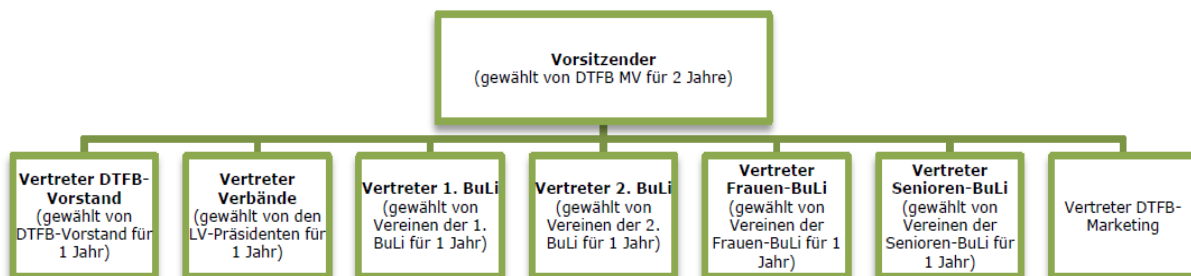 Vorsitzender
(gewählt von DTFB MV für 2 Jahre)
Vertreter DTFB-
Vorstand
(gewählt von
DTFB-Vorstand für
1 Jahr)
Vertreter
Verbände
(gewählt von den
LV-Präsidenten für
1 Jahr)
Vertreter 1. BuLi
(gewählt von
Vereinen der 1.
BuLi für 1 Jahr)
Vertreter 2. BuLi
(gewählt von
Vereinen der 2.
BuLi für 1 Jahr)
Vertreter
Frauen-BuLi
(gewählt von
Vereinen der
Frauen-BuLi für 1
Jahr)
Vertreter
Senioren-BuLi
(gewählt von
Vereinen der
Senioren-BuLi für
1 Jahr)
Vertreter DTFB-
Marketing